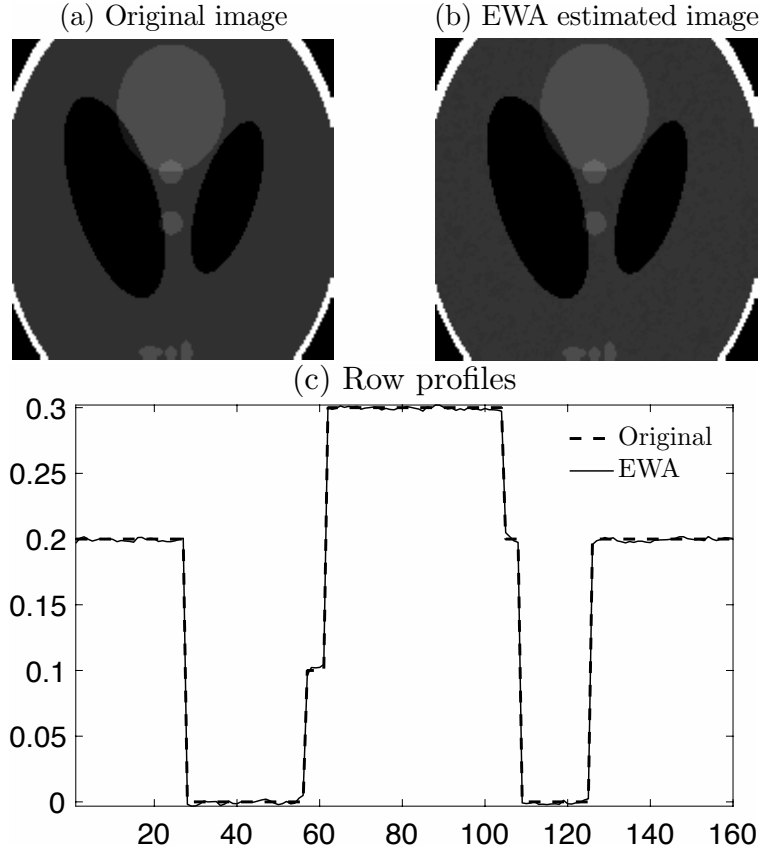 (a) Original image
(b) EWA estimated image
(c) Row profiles
0.3
0.25
0.2
0.15
0.1
0.05
0
Original
EWA
20 40 60 80 100 120 140 160